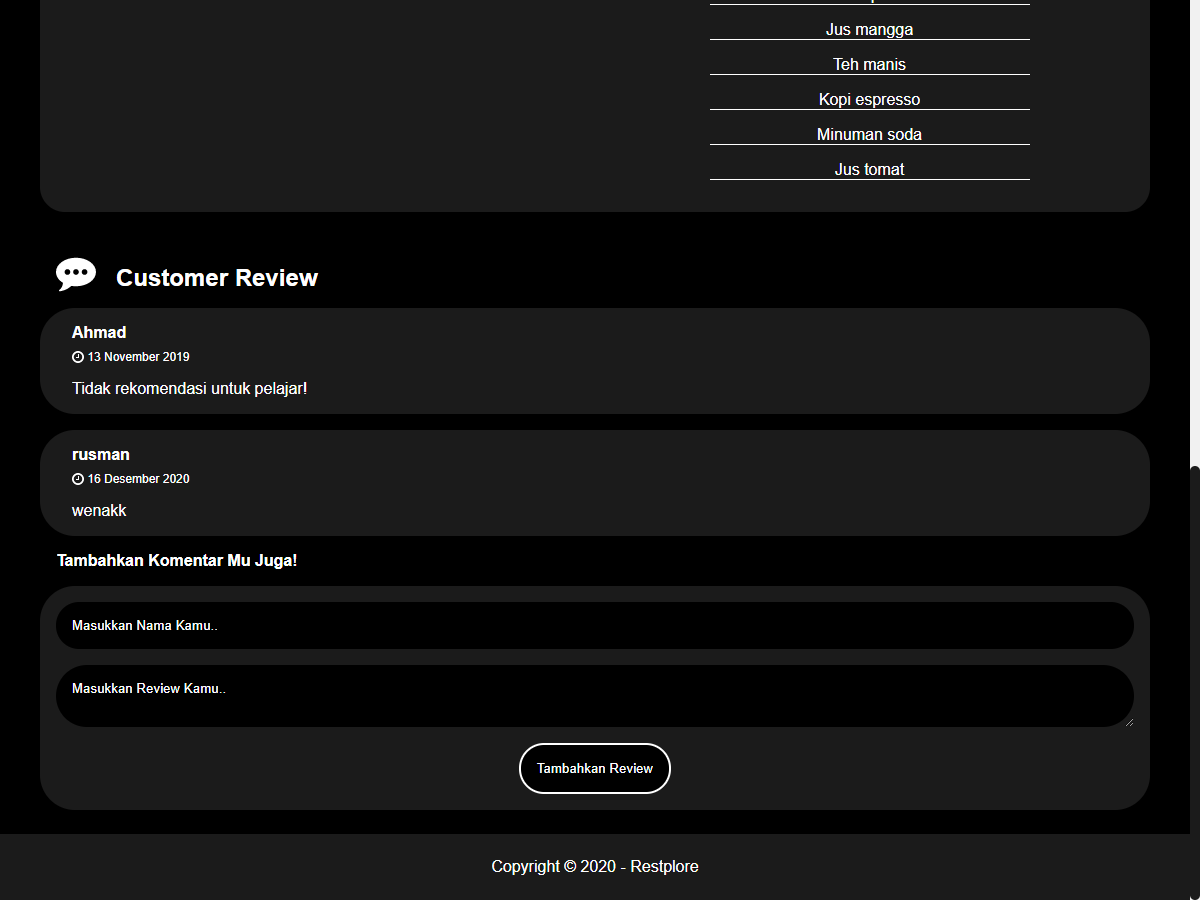 Jus mangga
Teh manis
Kopi espresso
Minuman soda
Jus tomat
Customer Review
Ahmad
13 November 2019
Tidak rekomendasi untuk pelajar!
rusman
16 Desember 2020
wenakk
Tambahkan Komentar Mu Juga!
Masukkan Nama Kamu..
Masukkan Review Kamu..
Tambahkan Review
Copyright © 2020 - Restplore